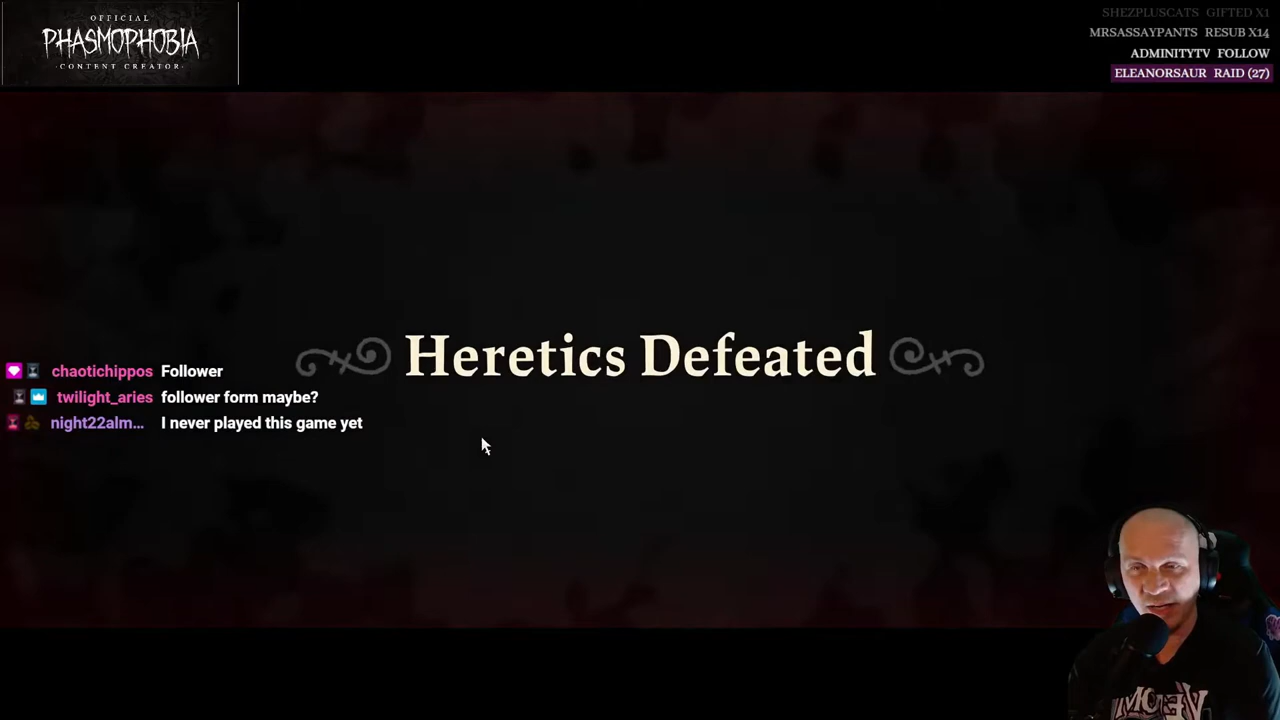 OFFICIAL
PHASMOPHOBIA
·CONTENT CREATOR·
SHEZPLUSCATS GIFTED X1
MRSASSAYPANTS RESUB X14
ADMINITYTV FOLLOW
ELEANORSAUR RAID (27)
Heretics Defeated
chaotichippos Follower
twilight_aries follower form maybe?
night22alm... I never played this game yet